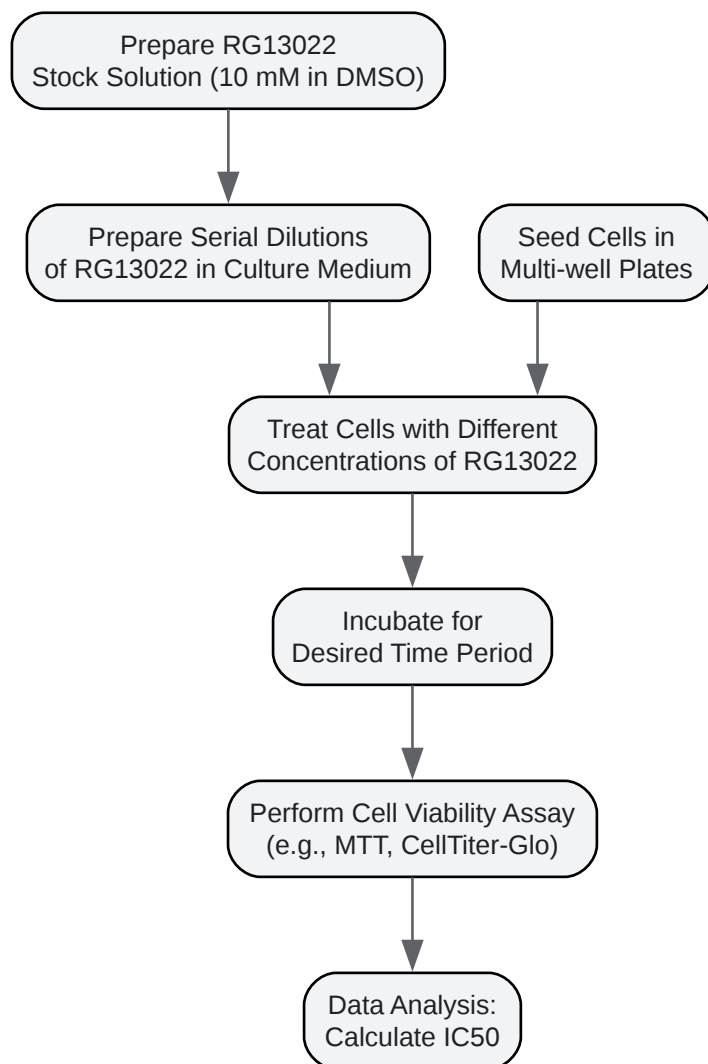 Prepare RG13022
Stock Solution (10 mM in DMSO)
Prepare Serial Dilutions
of RG13022 in Culture Medium
Seed Cells in
Multi-well Plates
Treat Cells with Different
Concentrations of RG13022
Incubate for
Desired Time Period
Perform Cell Viability Assay
(e.g., MTT, CellTiter-Glo)
Data Analysis:
Calculate IC50